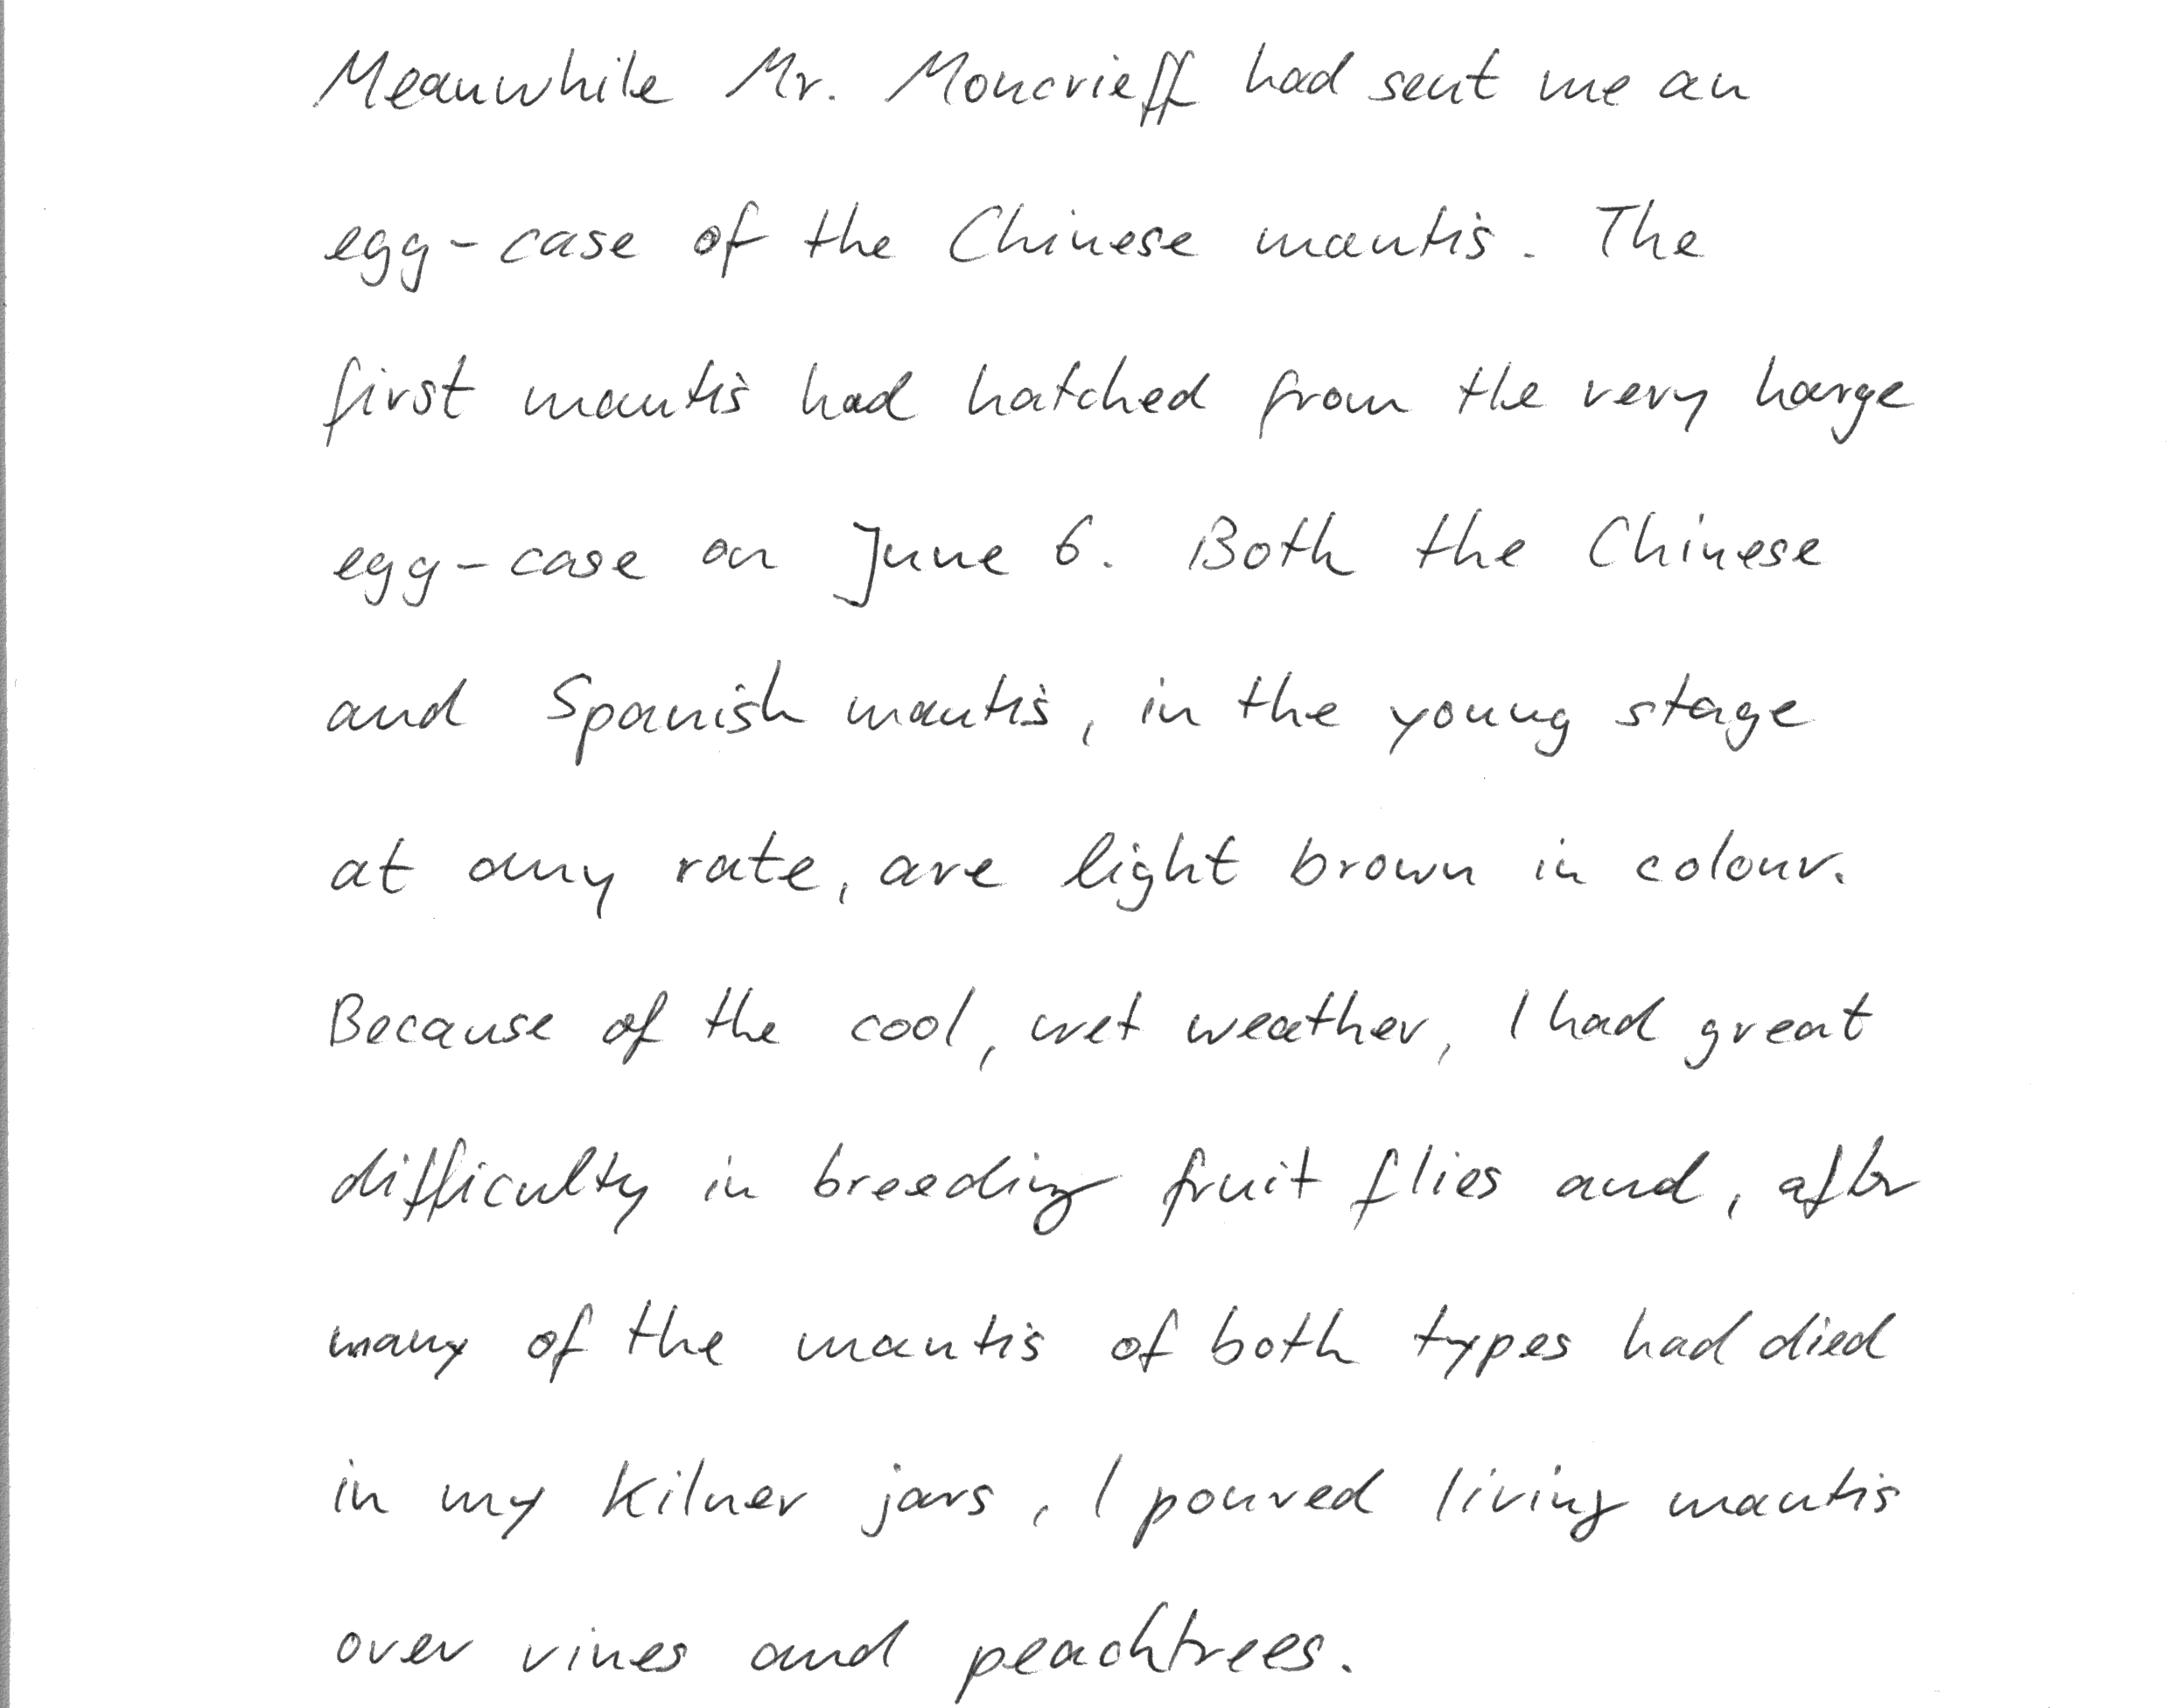 Meanwhile Mr. Moncrieff had sent me an
egg-case of the Chinese mantis. The
first mantis had hatched from the very harge
egg-case on June 6. Both the Chinese
and Spanish mantis, in the young stage
at any rate, are light brown in colour.
Because of the cool, wet weather, I had great
difficulty in breeding fruit flies and, after
many of the mantis of both types had died
in my Kilner jars, I poured living mantis
over vines and peachtrees.